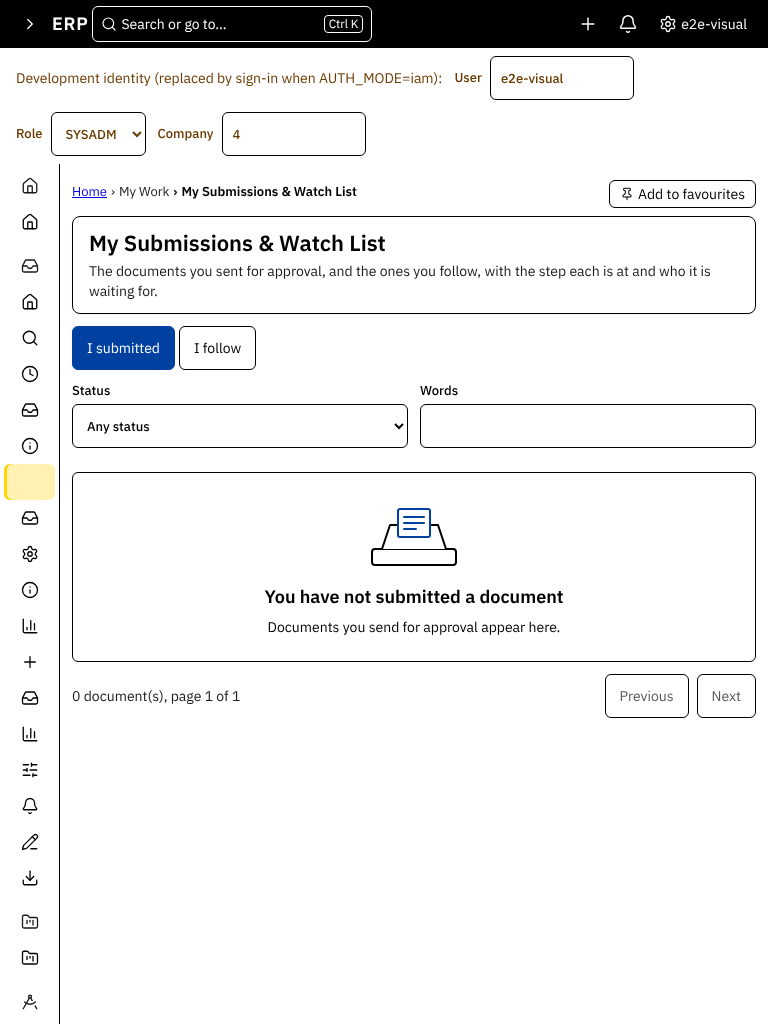 ERP
Search or go to...
Ctrl K
e2e-visual
Development identity (replaced by sign-in when AUTH_MODE=iam):
User
e2e-visual
Role
SYSADM
Company
4
Home › My Work › My Submissions & Watch List
Add to favourites
My Submissions & Watch List
The documents you sent for approval, and the ones you follow, with the step each is at and who it is
waiting for.
I submitted
I follow
Status
Words
Any status
You have not submitted a document
Documents you send for approval appear here.
0 document(s), page 1 of 1
Previous
Next